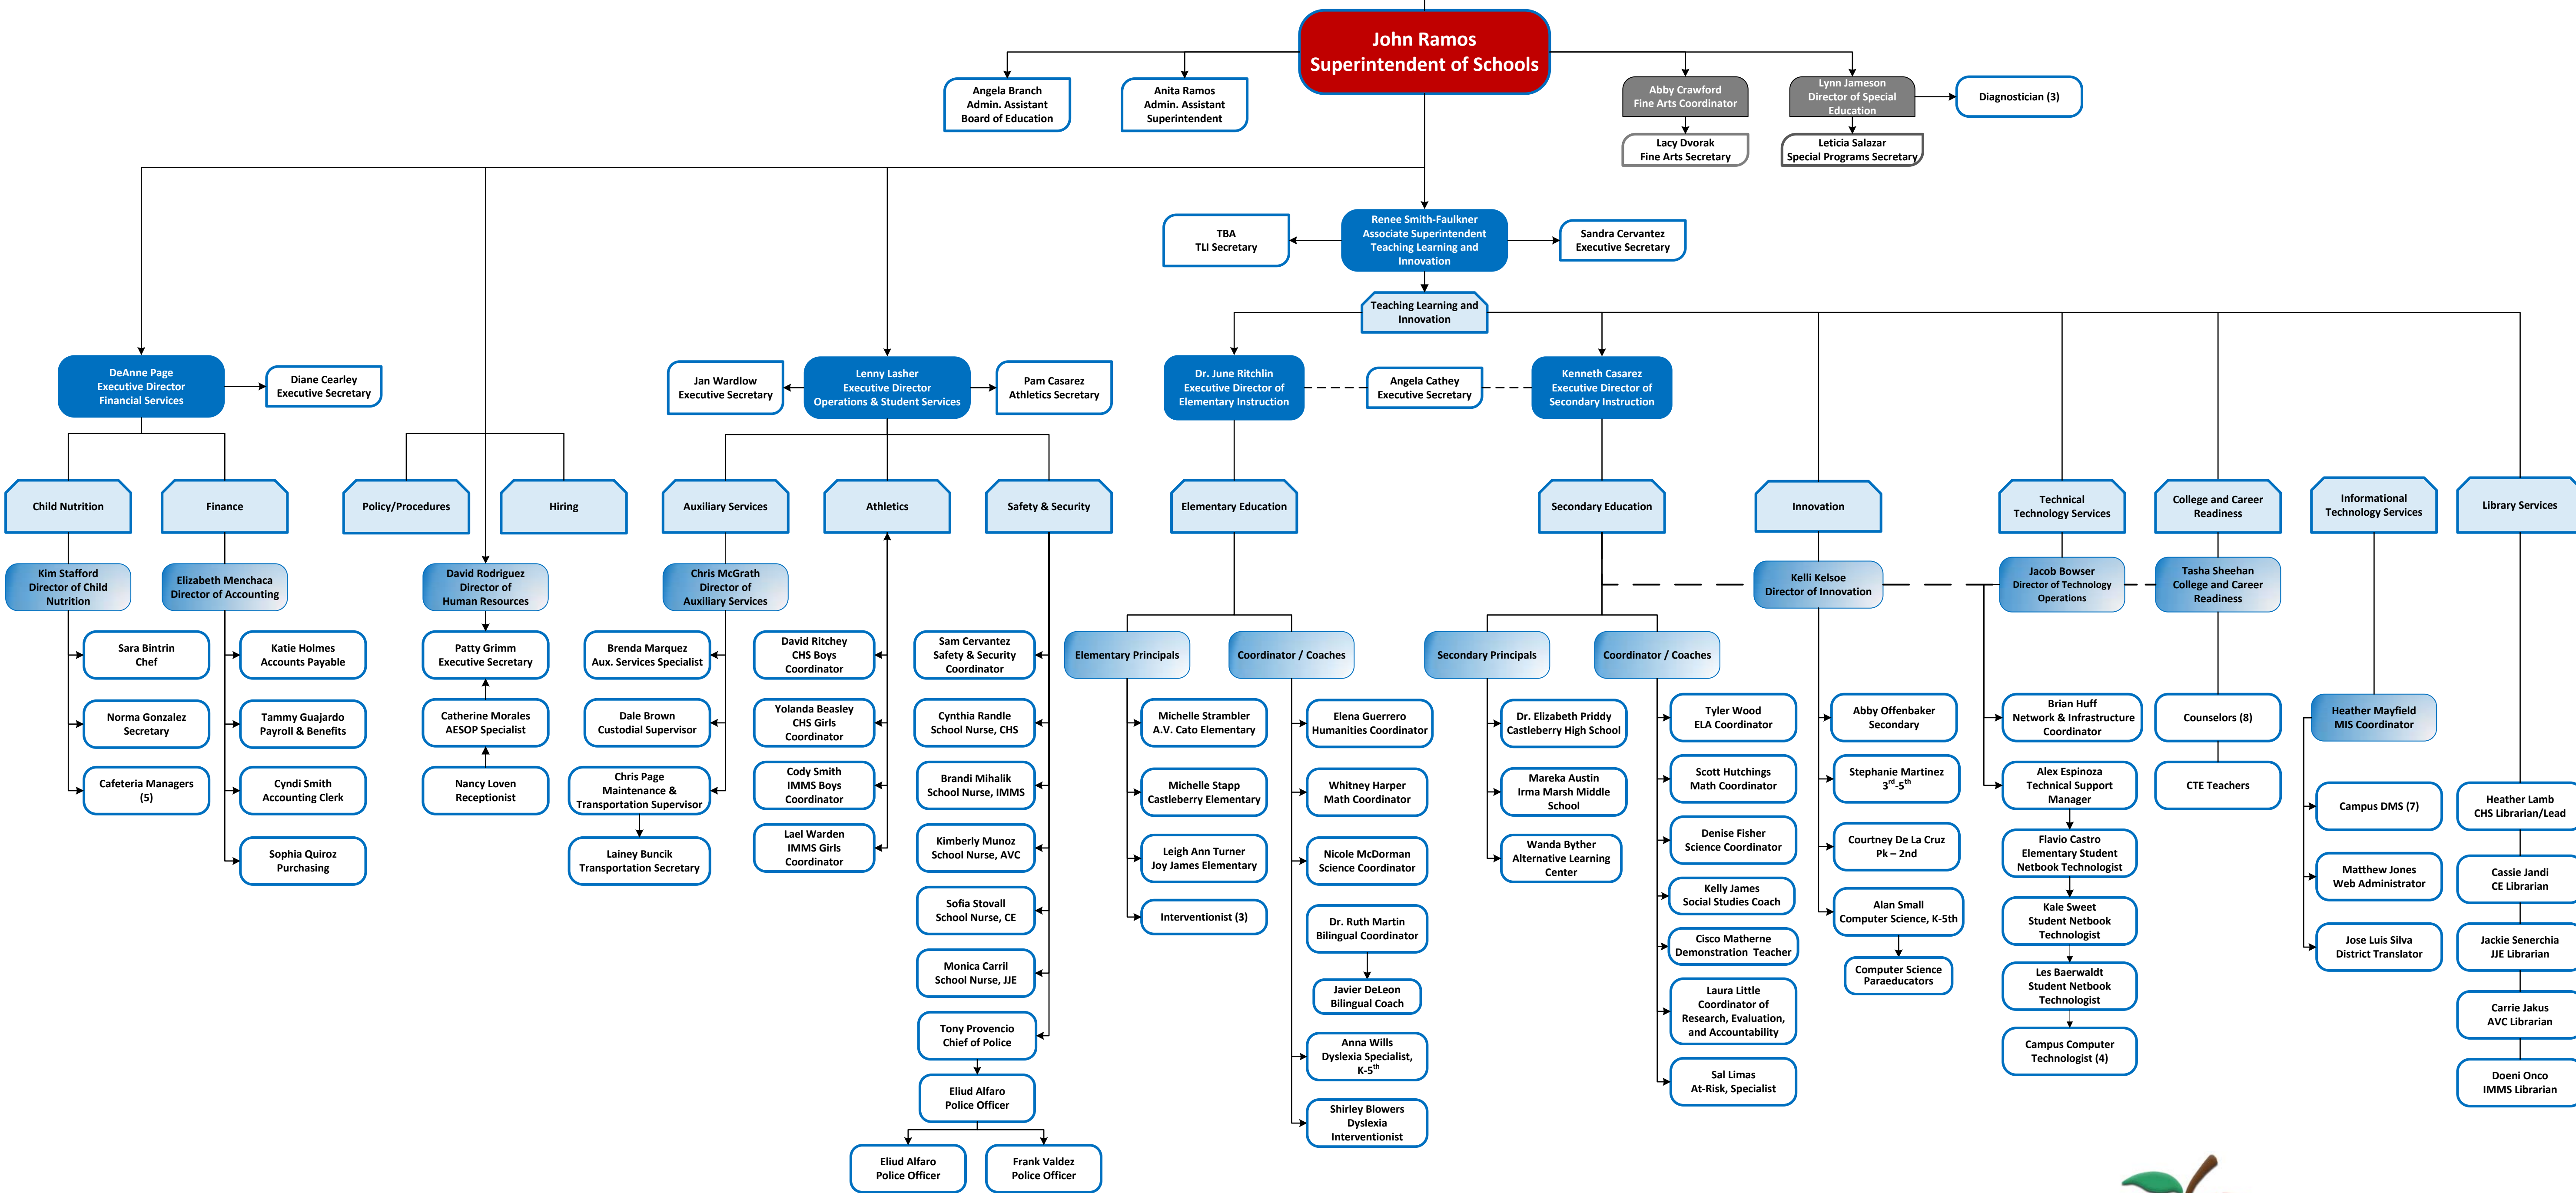 John Ramos
Superintendent of Schools
Angela Branch
Admin. Assistant
Board of Education
Anita Ramos
Admin. Assistant
Superintendent
Abby Crawford
Fine Arts Coordinator
Lynn Jameson
Director of Special
Education
Diagnostician (3)
Lacy Dvorak
Fine Arts Secretary
Leticia Salazar
Special Programs Secretary
TBA
TLI Secretary
Renee Smith-Faulkner
Associate Superintendent
Teaching Learning and
Innovation
Sandra Cervantez
Executive Secretary
Teaching Learning and
Innovation
DeAnne Page
Executive Director
Financial Services
Diane Cearley
Executive Secretary
Jan Wardlow
Executive Secretary
Lenny Lasher
Executive Director
Operations & Student Services
Pam Casarez
Athletics Secretary
Dr. June Ritchlin
Executive Director of
Elementary Instruction
Angela Cathey
Executive Secretary
Kenneth Casarez
Executive Director of
Secondary Instruction
Child Nutrition
Finance
Policy/Procedures
Hiring
Auxiliary Services
Athletics
Safety & Security
Elementary Education
Secondary Education
Innovation
Technical
Technology Services
College and Career
Readiness
Informational
Technology Services
Library Services
Kim Stafford
Director of Child
Nutrition
Elizabeth Menchaca
Director of Accounting
David Rodriguez
Director of
Human Resources
Chris McGrath
Director of
Auxiliary Services
Kelli Kelsoe
Director of Innovation
Jacob Bowser
Director of Technology
Operations
Tasha Sheehan
College and Career
Readiness
Sara Bintrin
Chef
Norma Gonzalez
Secretary
Cafeteria Managers
(5)
Katie Holmes
Accounts Payable
Tammy Guajardo
Payroll & Benefits
Cyndi Smith
Accounting Clerk
Sophia Quiroz
Purchasing
Patty Grimm
Executive Secretary
Catherine Morales
AESOP Specialist
Nancy Loven
Receptionist
Brenda Marquez
Aux. Services Specialist
Dale Brown
Custodial Supervisor
Chris Page
Maintenance &
Transportation Supervisor
Lainey Buncik
Transportation Secretary
David Ritchey
CHS Boys
Coordinator
Yolanda Beasley
CHS Girls
Coordinator
Cody Smith
IMMS Boys
Coordinator
Lael Warden
IMMS Girls
Coordinator
Sam Cervantez
Safety & Security
Coordinator
Cynthia Randle
School Nurse, CHS
Brandi Mihalik
School Nurse, IMMS
Kimberly Munoz
School Nurse, AVC
Sofia Stovall
School Nurse, CE
Monica Carril
School Nurse, JJE
Tony Provencio
Chief of Police
Eliud Alfaro
Police Officer
Eliud Alfaro
Police Officer
Frank Valdez
Police Officer
Elementary Principals
Michelle Strambler
A.V. Cato Elementary
Michelle Stapp
Castleberry Elementary
Leigh Ann Turner
Joy James Elementary
Interventionist (3)
Coordinator / Coaches
Elena Guerrero
Humanities Coordinator
Whitney Harper
Math Coordinator
Nicole McDorman
Science Coordinator
Dr. Ruth Martin
Bilingual Coordinator
Javier DeLeon
Bilingual Coach
Anna Wills
Dyslexia Specialist,
K-5th
Shirley Blowers
Dyslexia
Interventionist
Secondary Principals
Dr. Elizabeth Priddy
Castleberry High School
Mareka Austin
Irma Marsh Middle
School
Wanda Byther
Alternative Learning
Center
Coordinator / Coaches
Tyler Wood
ELA Coordinator
Scott Hutchings
Math Coordinator
Denise Fisher
Science Coordinator
Kelly James
Social Studies Coach
Cisco Matherne
Demonstration Teacher
Laura Little
Coordinator of
Research, Evaluation,
and Accountability
Sal Limas
At-Risk, Specialist
Abby Offenbaker
Secondary
Stephanie Martinez
3rd-5th
Courtney De La Cruz
Pk – 2nd
Alan Small
Computer Science, K-5th
Computer Science
Paraeducators
Brian Huff
Network & Infrastructure
Coordinator
Alex Espinoza
Technical Support
Manager
Flavio Castro
Elementary Student
Netbook Technologist
Kale Sweet
Student Netbook
Technologist
Les Baerwaldt
Student Netbook
Technologist
Campus Computer
Technologist (4)
Counselors (8)
CTE Teachers
Heather Mayfield
MIS Coordinator
Campus DMS (7)
Matthew Jones
Web Administrator
Jose Luis Silva
District Translator
Heather Lamb
CHS Librarian/Lead
Cassie Jandi
CE Librarian
Jackie Senerchia
JJE Librarian
Carrie Jakus
AVC Librarian
Doeni Onco
IMMS Librarian